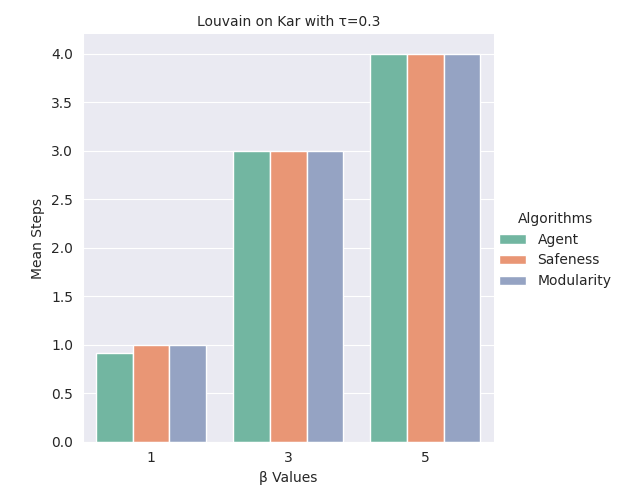 Louvain on Kar with τ=0.3
4.0
3.5
3.0
2.5
2.0
1.5
1.0
0.5
0.0
Mean Steps
1 3 5
β Values
Algorithms
Agent
Safeness
Modularity